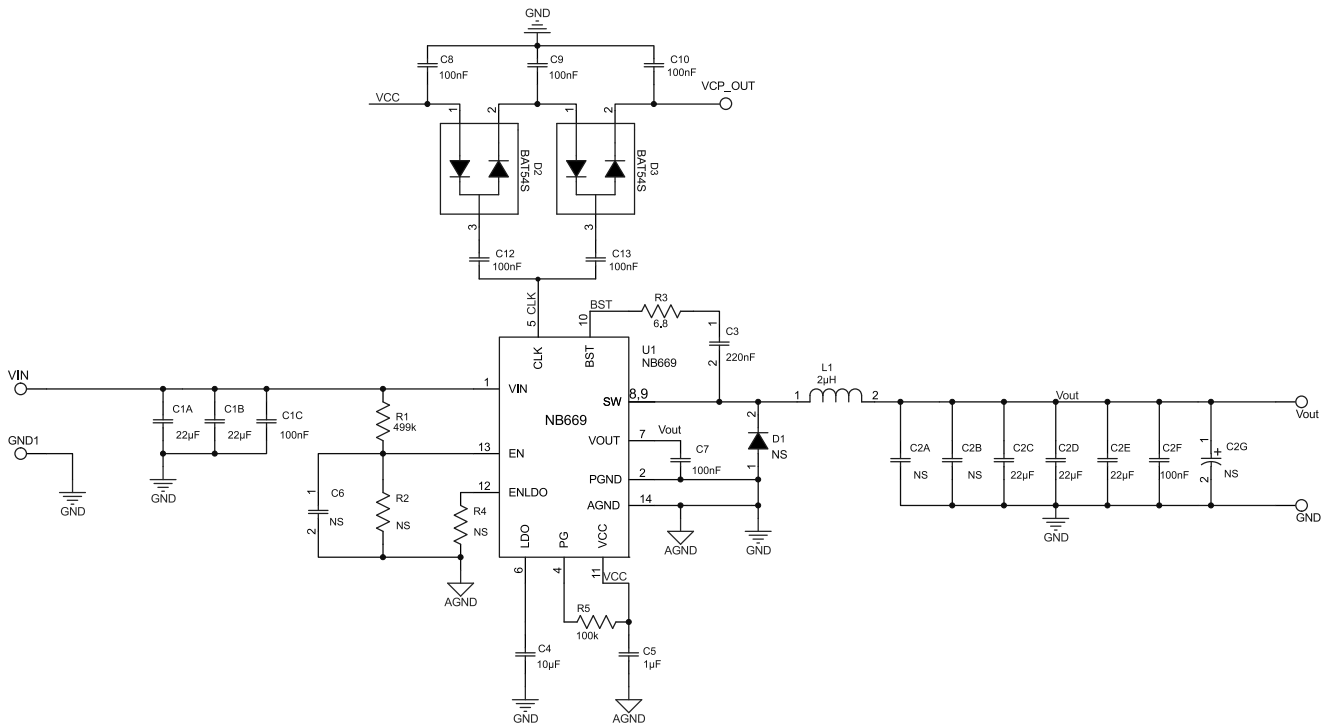 GND
C8
100nF
C9
100nF
C10
100nF
VCC
VCP_OUT
1
2
1
2
D2
BAT54S
D3
BAT54S
3
3
C12
100nF
C13
100nF
5 CLK
10
BST
R3
6.8
1
C3
220nF
2
U1
NB669
CLK
BST
VIN
1
VIN
C1A
22µF
C1B
22µF
C1C
100nF
GND
GND1
GND
R1
499k
13
EN
12
ENLDO
1
C6
NS
2
R2
NS
R4
NS
AGND
NB669
SW
8,9
VOUT
7
Vout
C7
100nF
PGND
2
AGND
14
AGND
2
D1
NS
1
GND
LDO
PG
VCC
6
4
11
VCC
R5
100k
C4
10µF
GND
C5
1µF
AGND
L1
2µH
1
2
Vout
Vout
C2A
NS
C2B
NS
C2C
22µF
C2D
22µF
C2E
22µF
C2F
100nF
1
+
C2G
NS
2
GND
GND